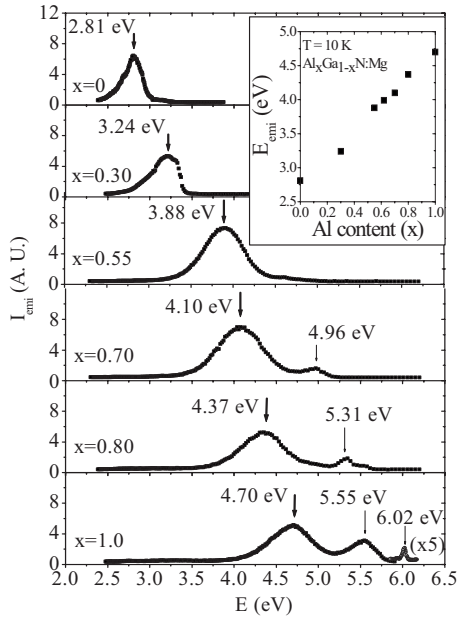 2.81 eV
x=0
12
8
4
0
3.24 eV
x=0.30
8
4
0
3.88 eV
x=0.55
8
4
0
4.10 eV
4.96 eV
x=0.70
8
4
0
4.37 eV
5.31 eV
x=0.80
8
4
0
4.70 eV
5.55 eV
6.02 eV
(x5)
x=1.0
8
4
0
2.0 2.5 3.0 3.5 4.0 4.5 5.0 5.5 6.0 6.5
E (eV)
I_emi (A. U.)
T = 10 K
Al_xGa_1-xN:Mg
5.0
4.5
4.0
3.5
3.0
2.5
E_emi (eV)
0.0 0.2 0.4 0.6 0.8 1.0
Al content (x)